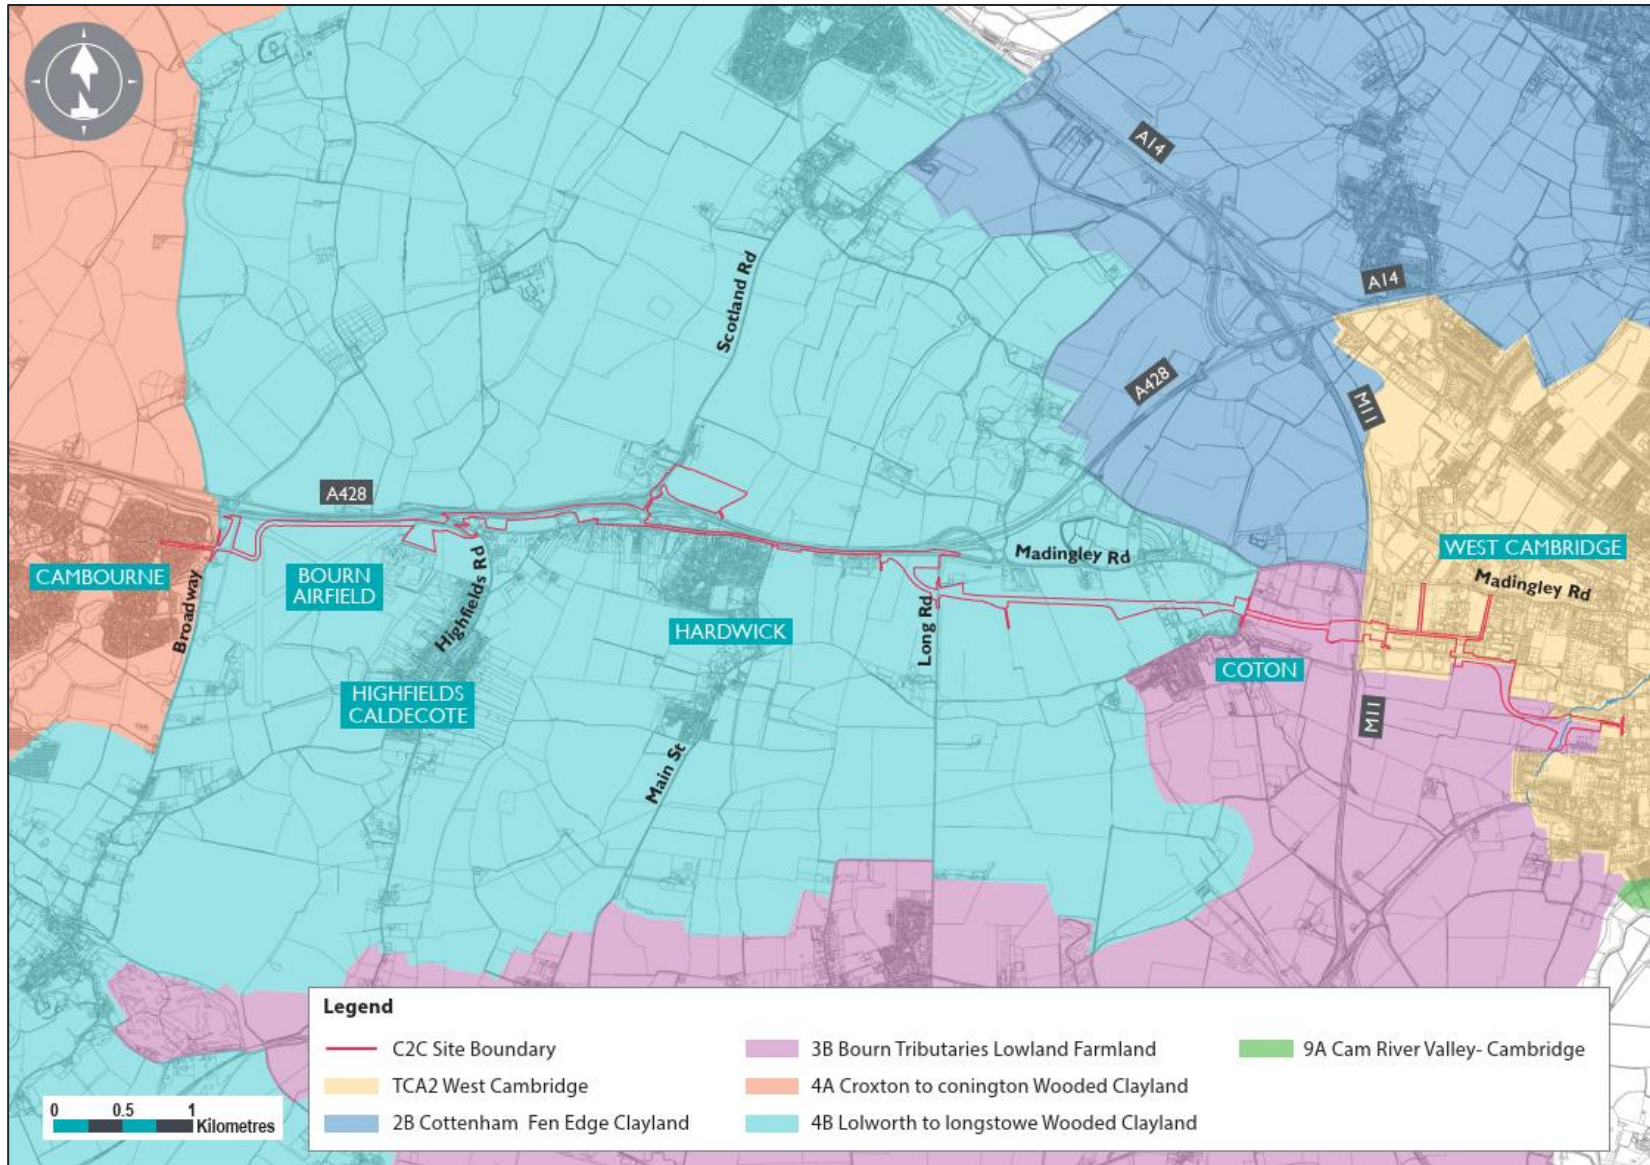 N
A14
A14
Scotland Rd
A428
M11
A428
WEST CAMBRIDGE
Madingley Rd
Madingley Rd
CAMBOURNE
BOURN
AIRFIELD
Broadway
Highfields Rd
HARDWICK
Long Rd
COTON
HIGHFIELDS
CALDECOTE
M11
Main St
Legend
C2C Site Boundary
TCA2 West Cambridge
2B Cottenham Fen Edge Clayland
3B Bourn Tributaries Lowland Farmland
4A Croxton to conington Wooded Clayland
4B Lolworth to longstowe Wooded Clayland
9A Cam River Valley- Cambridge
0 0.5 1
Kilometres